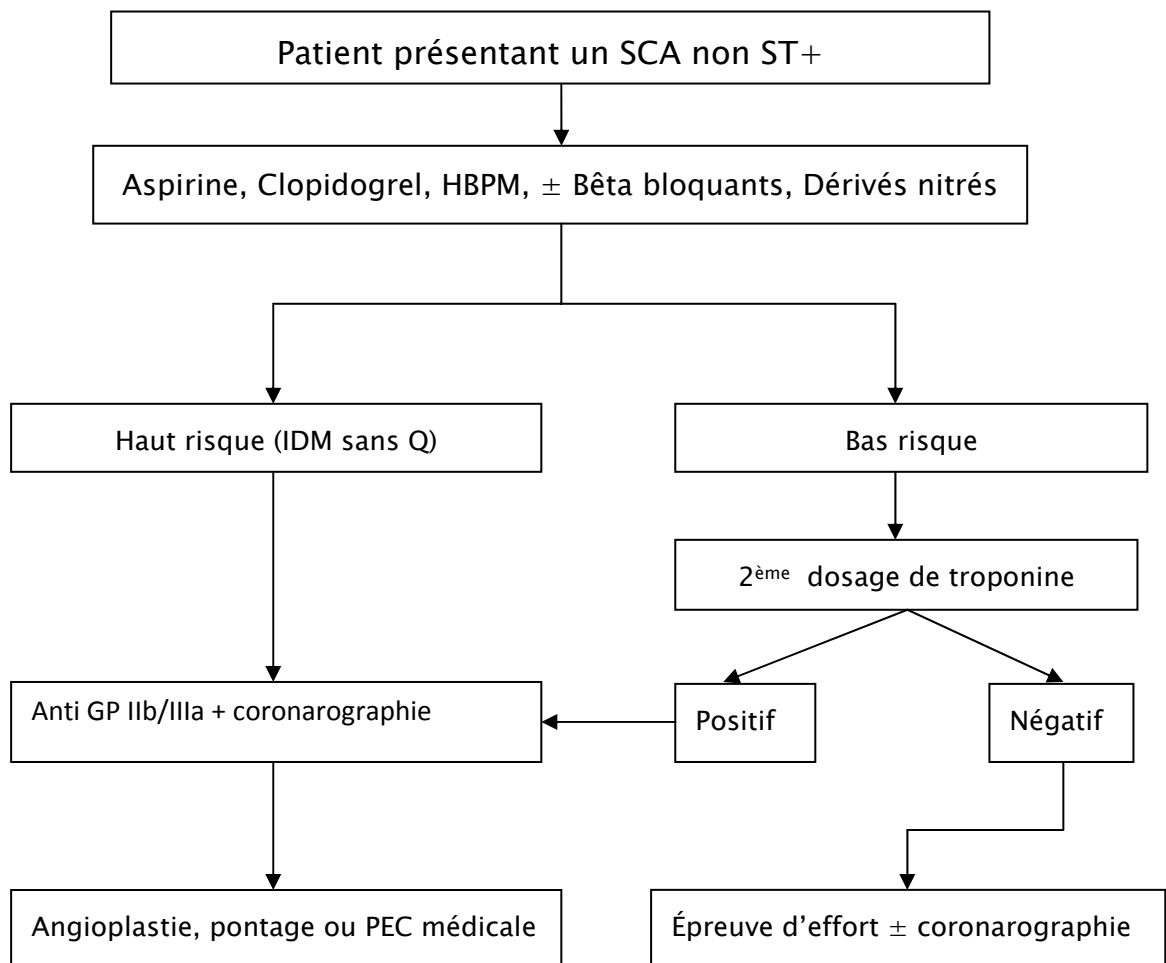 Patient présentant un SCA non ST+
Aspirine, Clopidogrel, HBPM, ± Bêta bloquants, Dérivés nitrés
Haut risque (IDM sans Q)
Bas risque
2ème dosage de troponine
Anti GP IIb/IIIa + coronarographie
Positif
Négatif
Angioplastie, pontage ou PEC médicale
Épreuve d’effort ± coronarographie